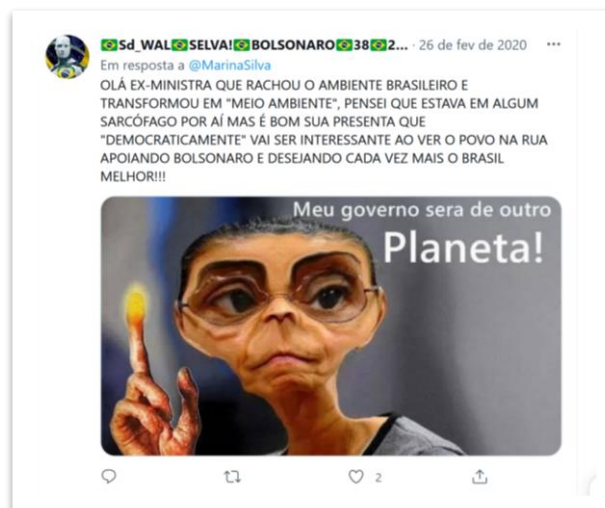 🇧🇷Sd_WAL🇧🇷SELVA!🇧🇷BOLSONARO🇧🇷38🇧🇷2... · 26 de fev de 2020 ···
Em resposta a @MarinaSilva
OLÁ EX-MINISTRA QUE RACHOU O AMBIENTE BRASILEIRO E
TRANSFORMOU EM "MEIO AMBIENTE", PENSEI QUE ESTAVA EM ALGUM
SARCÓFAGO POR AÍ MAS É BOM SUA PRESENTA QUE
"DEMOCRATICAMENTE" VAI SER INTERESSANTE AO VER O POVO NA RUA
APOIANDO BOLSONARO E DESEJANDO CADA VEZ MAIS O BRASIL
MELHOR!!!
Meu governo sera de outro
Planeta!
2